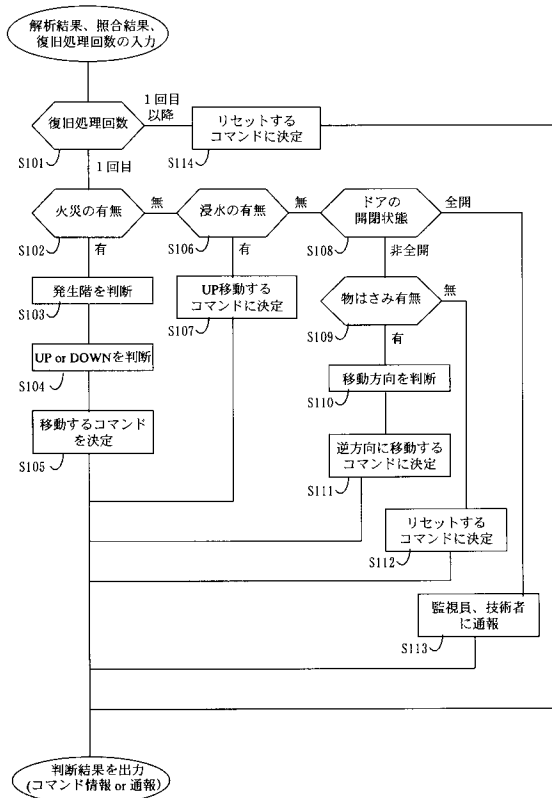 解析結果、照合結果、
復旧処理回数の入力
1回目
以降
復旧処理回数
リセットする
コマンドに決定
S101
S114
1回目
火災の有無
無
浸水の有無
無
ドアの
開閉状態
全開
S102
有
S106
有
S108
非全開
発生階を判断
S103
UP移動する
コマンドに決定
S107
物はさみ有無
無
S109
有
UP or DOWNを判断
S104
移動方向を判断
S110
移動するコマンド
を決定
S105
逆方向に移動する
コマンドに決定
S111
リセットする
コマンドに決定
S112
監視員、技術者
に通報
S113
判断結果を出力
(コマンド情報 or 通報)